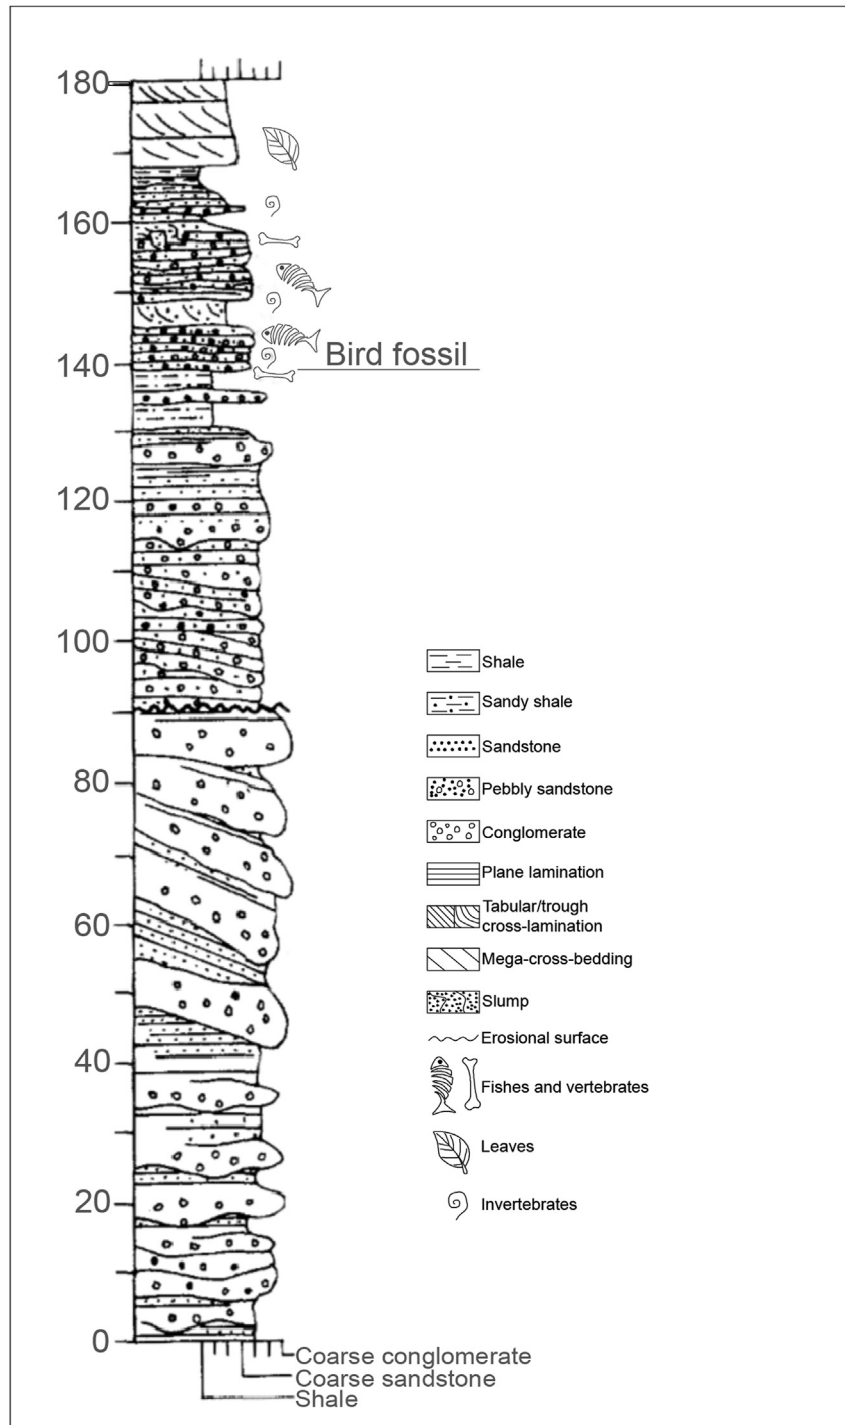 180
160
Bird fossil
140
120
100
Shale
Sandy shale
Sandstone
80
Pebbly sandstone
Conglomerate
Plane lamination
Tabular/trough
cross-lamination
60
Mega-cross-bedding
Slump
Erosional surface
40
Fishes and vertebrates
Leaves
20
Invertebrates
0
Coarse conglomerate
Coarse sandstone
Shale